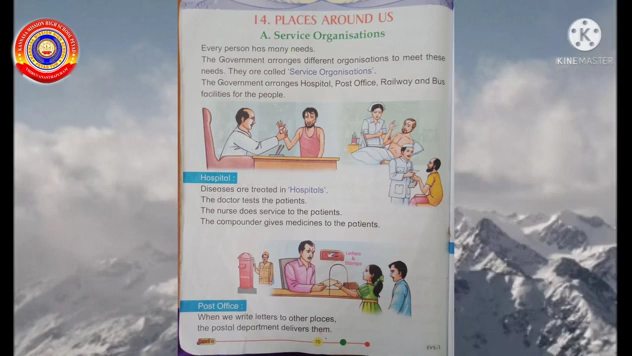 14. PLACES AROUND US
A. Service Organisations
Every person has many needs.
The Government arranges different organisations to meet these
needs. They are called 'Service Organisations'.
The Government arranges Hospital, Post Office, Railway and Bus
facilities for the people.
Hospital :
Diseases are treated in 'Hospitals'.
The doctor tests the patients.
The nurse does service to the patients.
The compounder gives medicines to the patients.
Post Office :
When we write letters to other places,
the postal department delivers them.
EVS-3
K
KINEMASTER